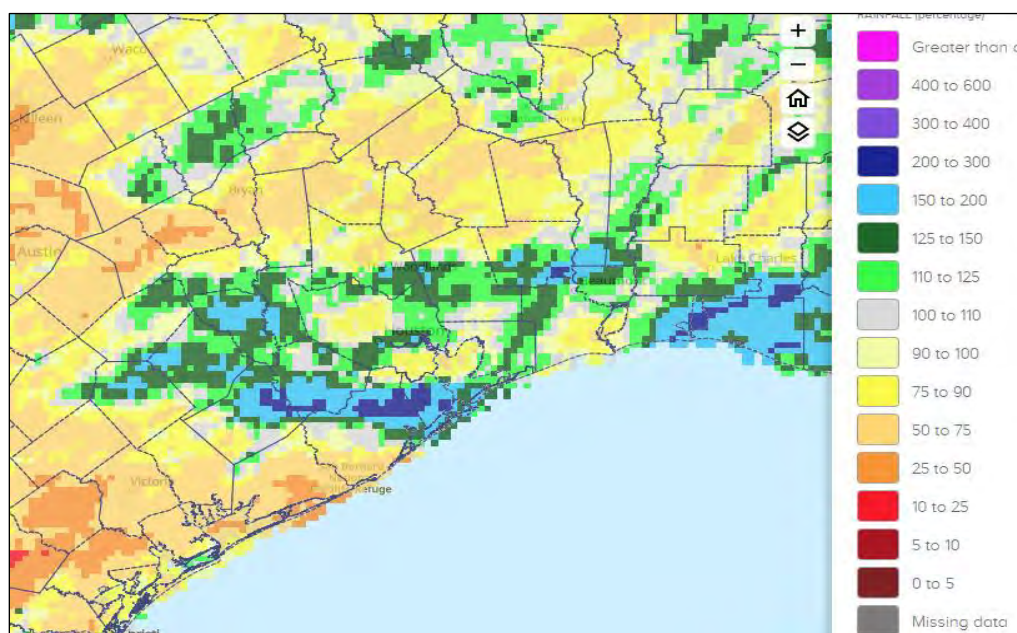 RAINFALL (percentage)
Greater than
400 to 600
300 to 400
200 to 300
150 to 200
125 to 150
110 to 125
100 to 110
90 to 100
75 to 90
50 to 75
25 to 50
10 to 25
5 to 10
0 to 5
Missing data
+
−
Waco
Killeen
Bryan
Austin
Lake Charles
Beaumont
Houston
Victoria
San Bernard
Refuge